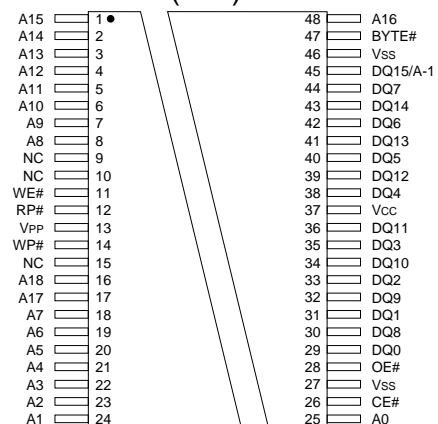 A15 1 48 A16
A14 2 47 BYTE#
A13 3 46 Vss
A12 4 45 DQ15/A-1
A11 5 44 DQ7
A10 6 43 DQ14
A9 7 42 DQ6
A8 8 41 DQ13
NC 9 40 DQ5
NC 10 39 DQ12
WE# 11 38 DQ4
RP# 12 37 Vcc
VPP 13 36 DQ11
WP# 14 35 DQ3
NC 15 34 DQ10
A18 16 33 DQ2
A17 17 32 DQ9
A7 18 31 DQ1
A6 19 30 DQ8
A5 20 29 DQ0
A4 21 28 OE#
A3 22 27 Vss
A2 23 26 CE#
A1 24 25 A0